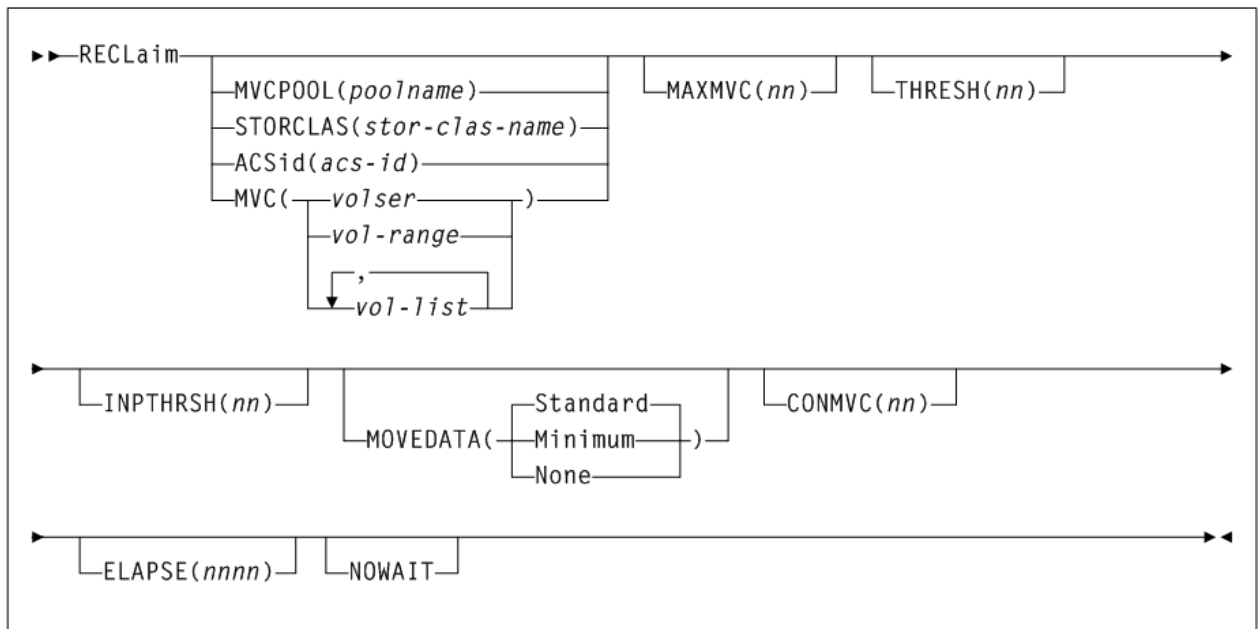 RECLaim
MVCPOOL(poolname)
STORCLAS(stor-clas-name)
ACSid(acs-id)
MVC( volser )
vol-range
,
vol-list
MAXMVC(nn)
THRESH(nn)
INPTHRSH(nn)
MOVEDATA( Standard
Minimum )
None
CONMVC(nn)
ELAPSE(nnnn)
NOWAIT